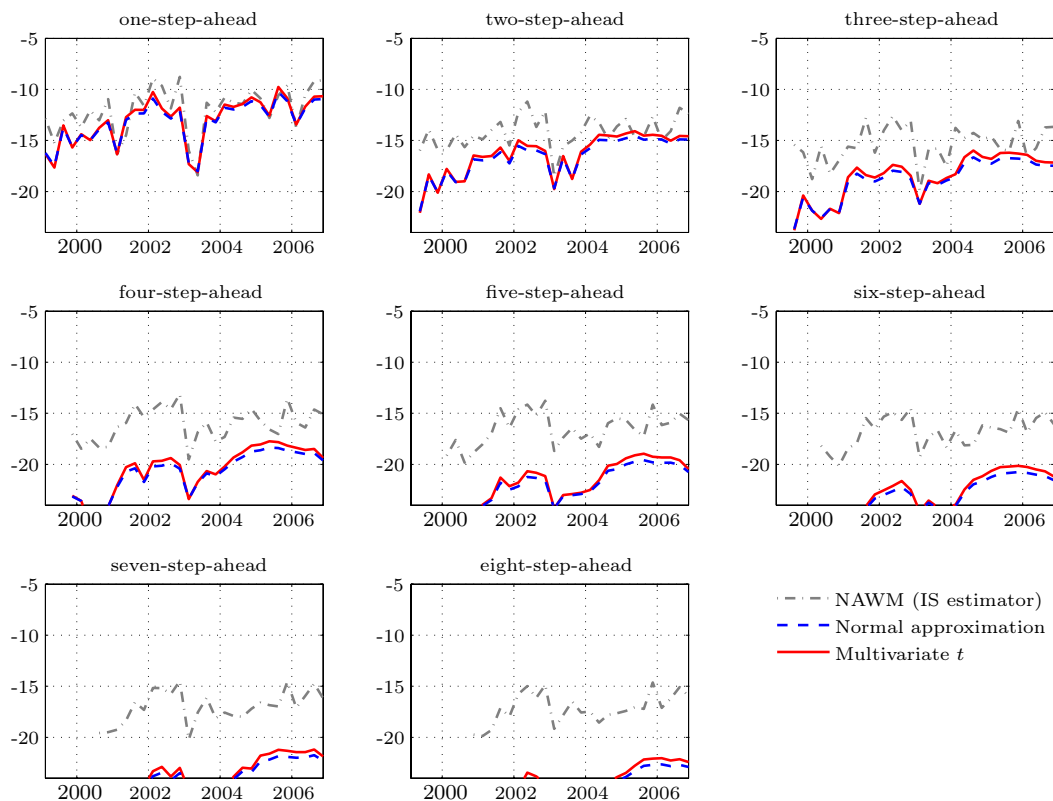 one-step-ahead
two-step-ahead
three-step-ahead
-5
-10
-15
-20
2000 2002 2004 2006
-5
-10
-15
-20
2000 2002 2004 2006
-5
-10
-15
-20
2000 2002 2004 2006
four-step-ahead
five-step-ahead
six-step-ahead
-5
-10
-15
-20
2000 2002 2004 2006
-5
-10
-15
-20
2000 2002 2004 2006
-5
-10
-15
-20
2000 2002 2004 2006
seven-step-ahead
eight-step-ahead
-5
-10
-15
-20
2000 2002 2004 2006
-5
-10
-15
-20
2000 2002 2004 2006
NAWM (IS estimator)
Normal approximation
Multivariate t